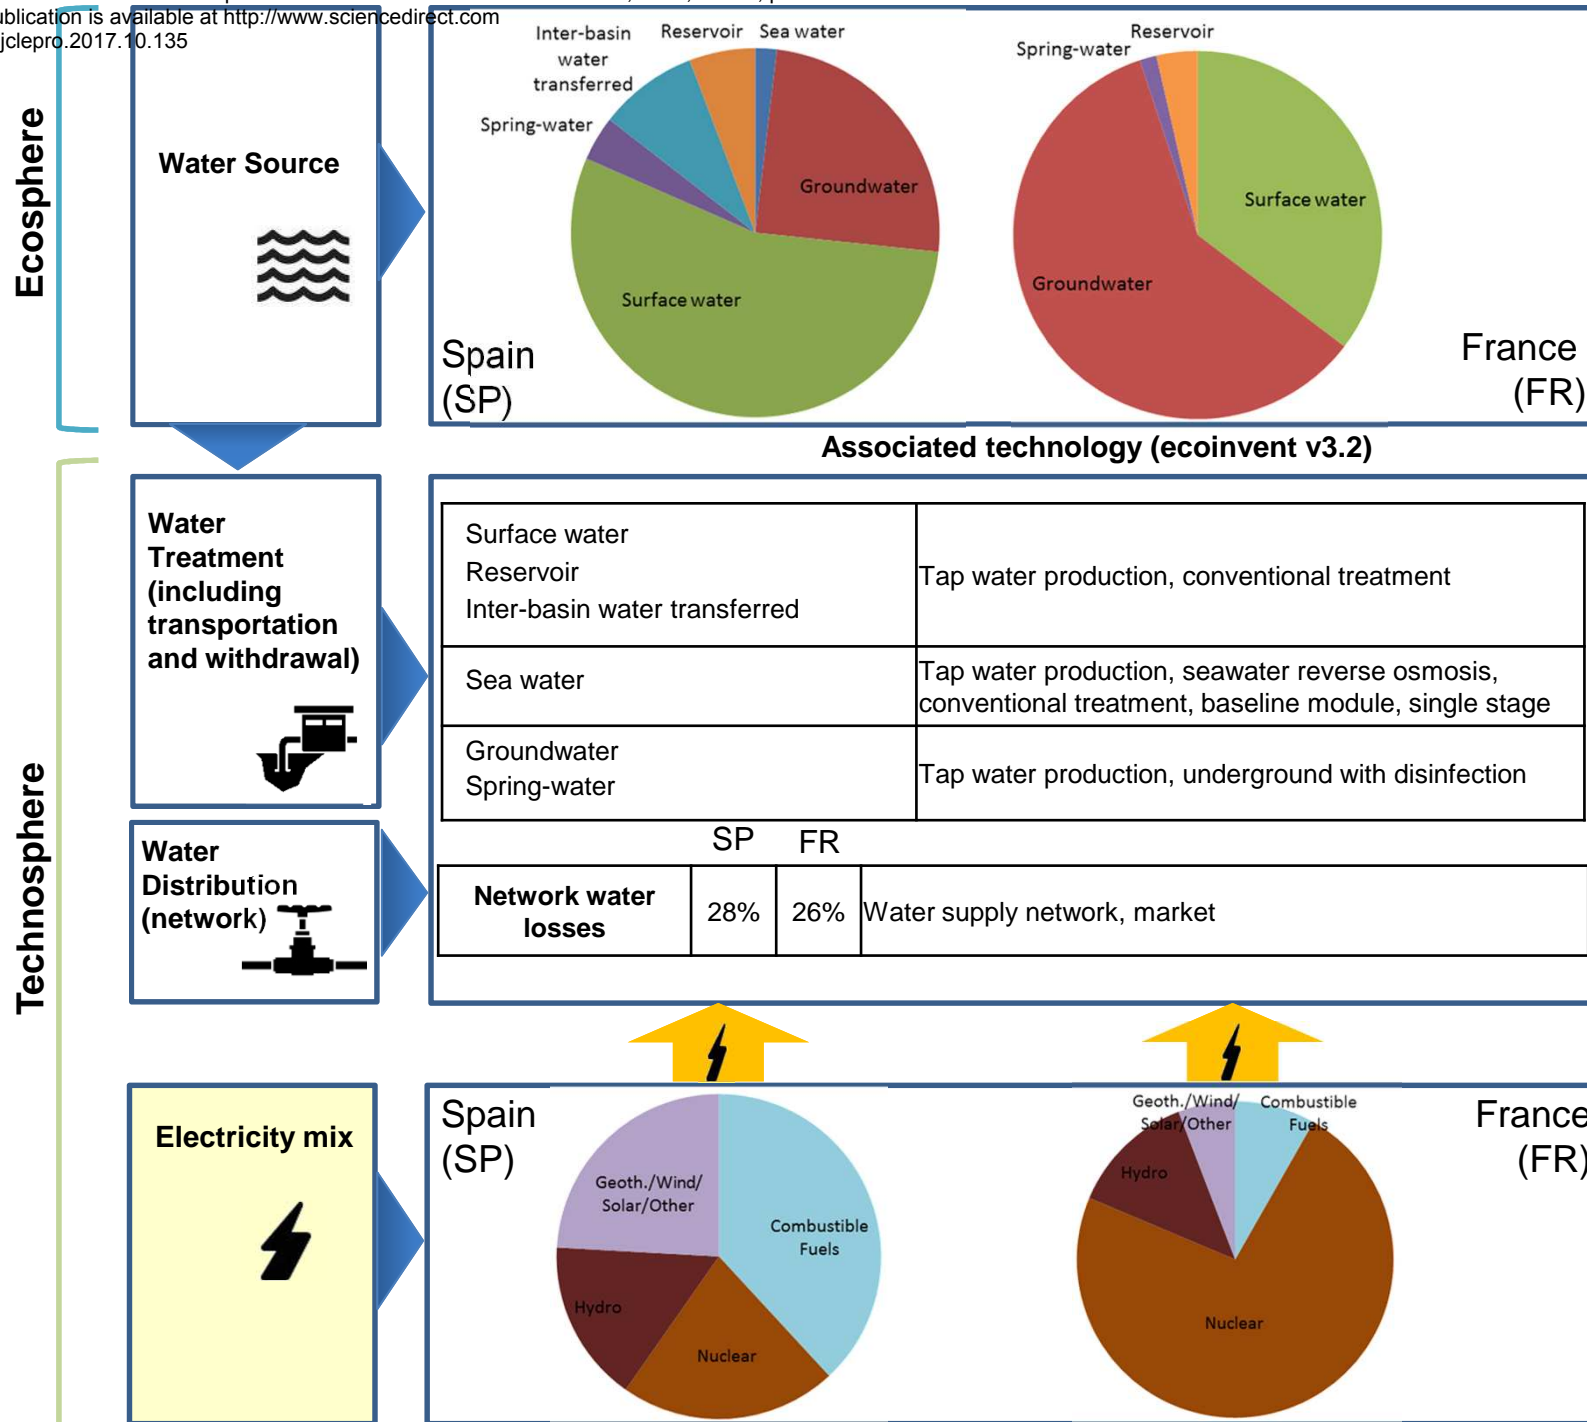 ublication is available at http://www.sciencedirect.com
jclepro.2017.10.135
Ecosphere
Water Source
Inter-basin
water
transferred
Reservoir
Sea water
Spring-water
Groundwater
Surface water
Spain
(SP)
Spring-water
Reservoir
Surface water
Groundwater
France
(FR)
Associated technology (ecoinvent v3.2)
Technosphere
Water
Treatment
(including
transportation
and withdrawal)
Surface water
Reservoir
Inter-basin water transferred
Tap water production, conventional treatment
Sea water
Tap water production, seawater reverse osmosis,
conventional treatment, baseline module, single stage
Groundwater
Spring-water
Tap water production, underground with disinfection
Water
Distribution
(network)
SP FR
Network water
losses
28%
26%
Water supply network, market
Electricity mix
Spain
(SP)
Geoth./Wind/
Solar/Other
Combustible
Fuels
Hydro
Nuclear
Geoth./Wind/
Solar/Other
Combustible
Fuels
Hydro
Nuclear
France
(FR)